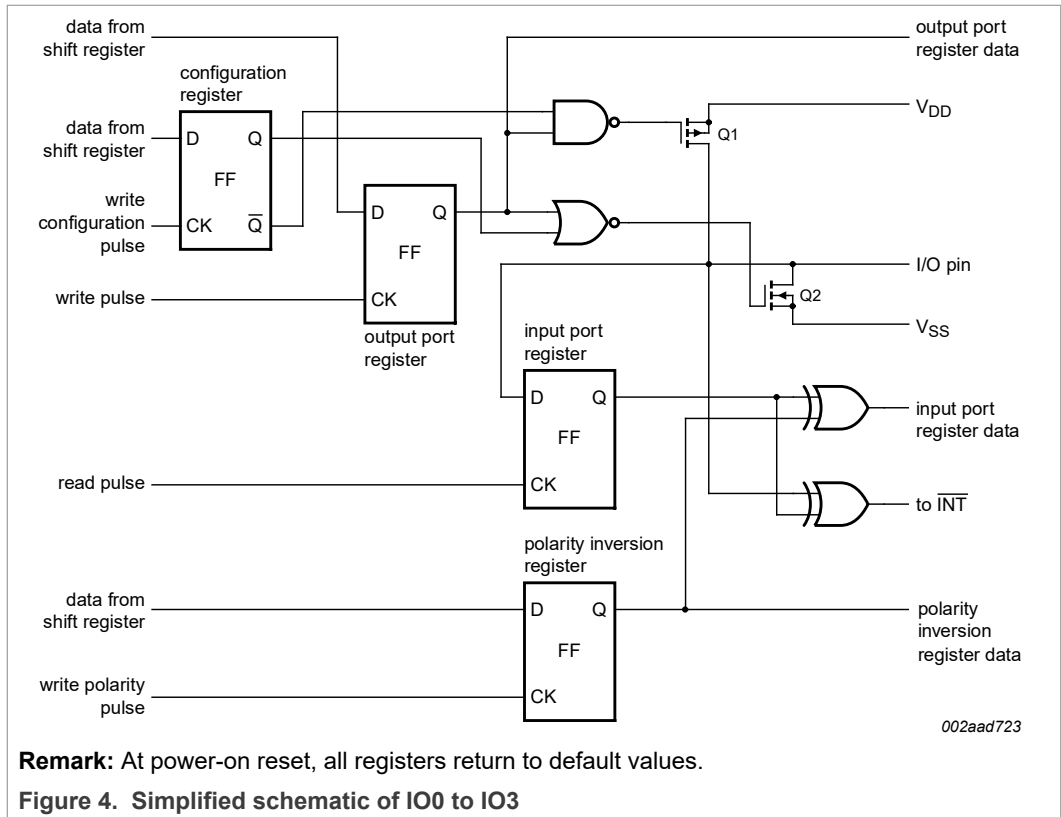 data from
shift register
output port
register data
configuration
register
V_DD
data from
shift register
D
Q
FF
CK
Q̅
Q1
write
configuration
pulse
D
Q
FF
CK
write pulse
output port
register
I/O pin
Q2
V_SS
input port
register
D
Q
FF
CK
input port
register data
read pulse
to I̅N̅T̅
polarity inversion
register
data from
shift register
D
Q
FF
CK
polarity
inversion
register data
write polarity
pulse
002aad723
Remark: At power-on reset, all registers return to default values.
Figure 4. Simplified schematic of IO0 to IO3